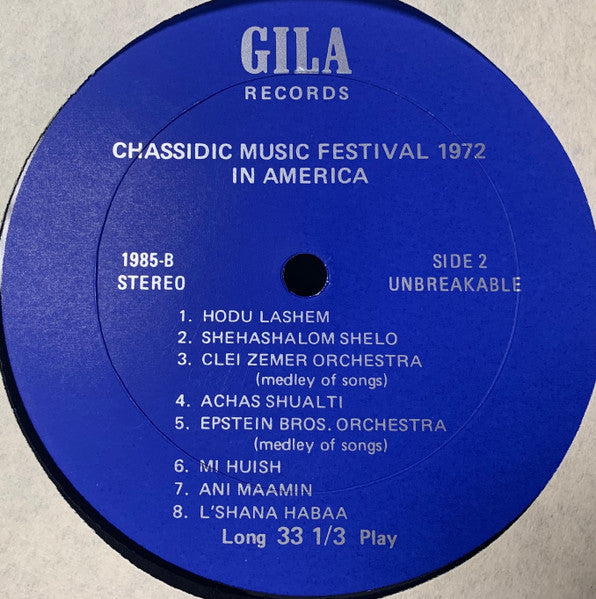 GILA
RECORDS
CHASSIDIC MUSIC FESTIVAL 1972
IN AMERICA
1985-B
STEREO
SIDE 2
UNBREAKABLE
1. HODU LASHEM
2. SHEHASHALOM SHELO
3. CLEI ZEMER ORCHESTRA
(medley of songs)
4. ACHAS SHUALTI
5. EPSTEIN BROS. ORCHESTRA
(medley of songs)
6. MI HUISH
7. ANI MAAMIN
8. L'SHANA HABAA
Long 33 1/3 Play